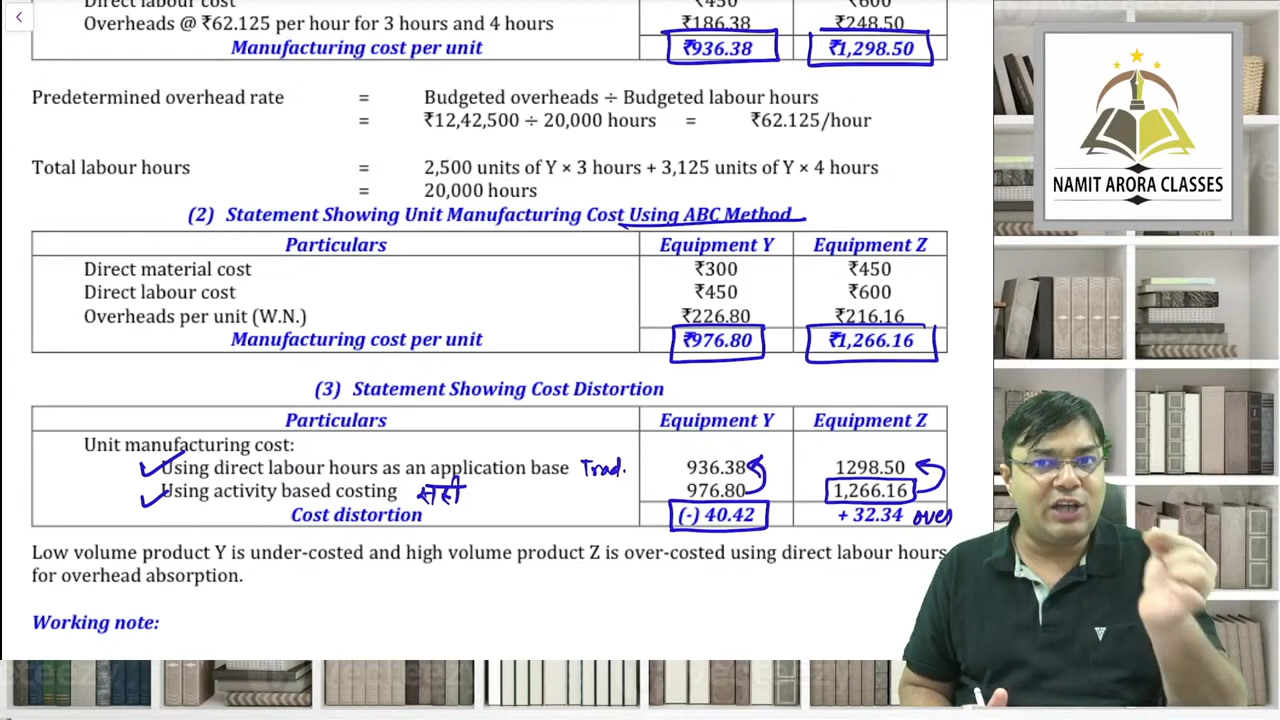 Direct labour cost ₹450 ₹600
Overheads @ ₹62.125 per hour for 3 hours and 4 hours ₹186.38 ₹248.50
Manufacturing cost per unit ₹936.38 ₹1,298.50
Predetermined overhead rate = Budgeted overheads ÷ Budgeted labour hours
= ₹12,42,500 ÷ 20,000 hours = ₹62.125/hour
Total labour hours = 2,500 units of Y × 3 hours + 3,125 units of Y × 4 hours
= 20,000 hours
(2) Statement Showing Unit Manufacturing Cost Using ABC Method
Particulars Equipment Y Equipment Z
Direct material cost ₹300 ₹450
Direct labour cost ₹450 ₹600
Overheads per unit (W.N.) ₹226.80 ₹216.16
Manufacturing cost per unit ₹976.80 ₹1,266.16
(3) Statement Showing Cost Distortion
Particulars Equipment Y Equipment Z
Unit manufacturing cost:
Using direct labour hours as an application base Trad. 936.38 1298.50
Using activity based costing 976.80 1,266.16
Cost distortion (-) 40.42 + 32.34 over
Low volume product Y is under-costed and high volume product Z is over-costed using direct labour hours
for overhead absorption.
Working note:
NAMIT ARORA CLASSES